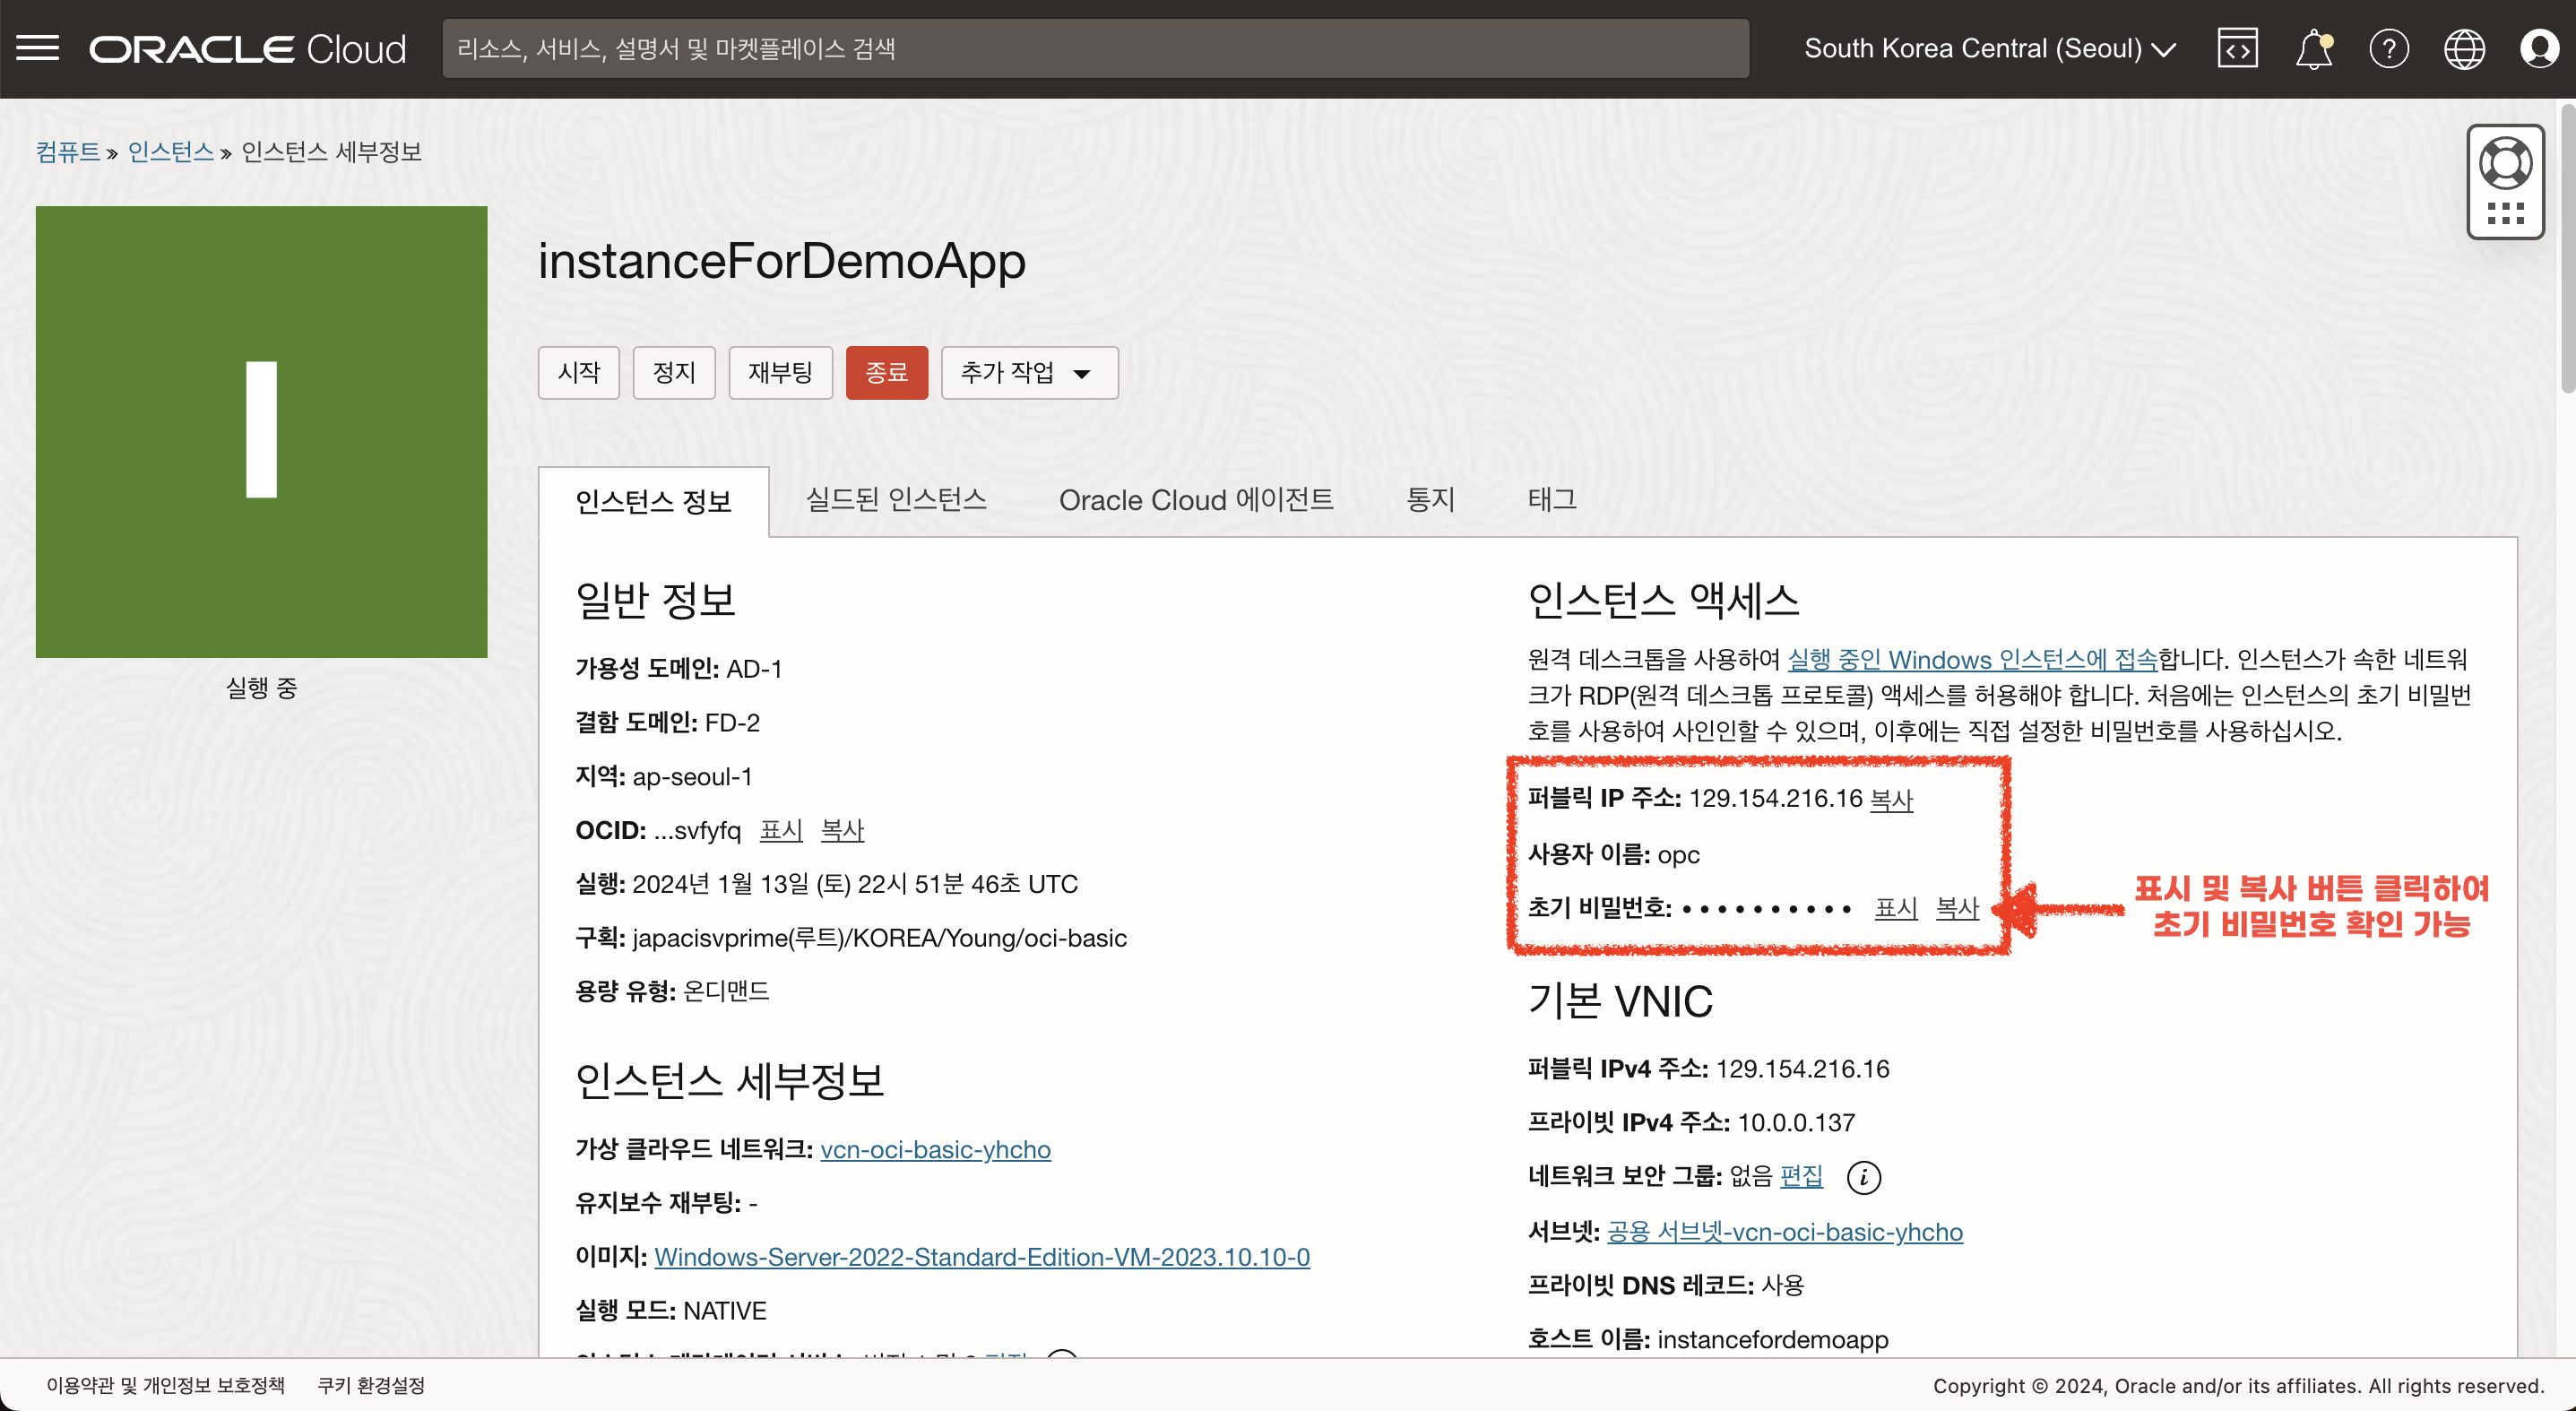 ORACLE Cloud
리소스, 서비스, 설명서 및 마켓플레이스 검색
South Korea Central (Seoul)
컴퓨트 » 인스턴스 » 인스턴스 세부정보
I
실행 중
instanceForDemoApp
시작 정지 재부팅 종료 추가 작업
인스턴스 정보 실드된 인스턴스 Oracle Cloud 에이전트 통지 태그
일반 정보
가용성 도메인: AD-1
결함 도메인: FD-2
지역: ap-seoul-1
OCID: ...svfyfq 표시 복사
실행: 2024년 1월 13일 (토) 22시 51분 46초 UTC
구획: japacisvprime(루트)/KOREA/Young/oci-basic
용량 유형: 온디맨드
인스턴스 세부정보
가상 클라우드 네트워크: vcn-oci-basic-yhcho
유지보수 재부팅: -
이미지: Windows-Server-2022-Standard-Edition-VM-2023.10.10-0
실행 모드: NATIVE
인스턴스 액세스
원격 데스크톱을 사용하여 실행 중인 Windows 인스턴스에 접속합니다. 인스턴스가 속한 네트워
크가 RDP(원격 데스크톱 프로토콜) 액세스를 허용해야 합니다. 처음에는 인스턴스의 초기 비밀번
호를 사용하여 사인인할 수 있으며, 이후에는 직접 설정한 비밀번호를 사용하십시오.
퍼블릭 IP 주소: 129.154.216.16 복사
사용자 이름: opc
초기 비밀번호: •••••••••• 표시 복사
표시 및 복사 버튼 클릭하여
초기 비밀번호 확인 가능
기본 VNIC
퍼블릭 IPv4 주소: 129.154.216.16
프라이빗 IPv4 주소: 10.0.0.137
네트워크 보안 그룹: 없음 편집
서브넷: 공용 서브넷-vcn-oci-basic-yhcho
프라이빗 DNS 레코드: 사용
호스트 이름: instancefordemoapp
이용약관 및 개인정보 보호정책 쿠키 환경설정
Copyright © 2024, Oracle and/or its affiliates. All rights reserved.